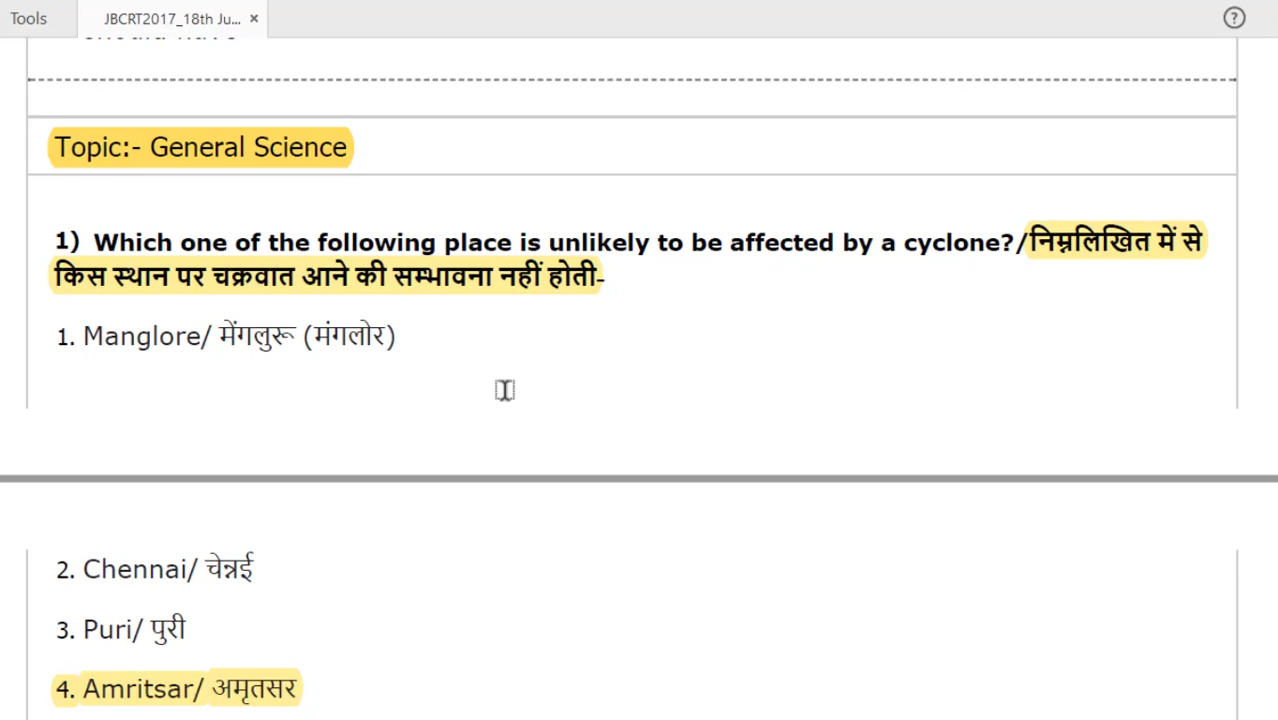 Tools JBCRT2017_18th Ju... ×
Topic:- General Science
1) Which one of the following place is unlikely to be affected by a cyclone?/निम्नलिखित में से
किस स्थान पर चक्रवात आने की सम्भावना नहीं होती-
1. Manglore/ मेंगलुरू (मंगलोर)
2. Chennai/ चेन्नई
3. Puri/ पुरी
4. Amritsar/ अमृतसर